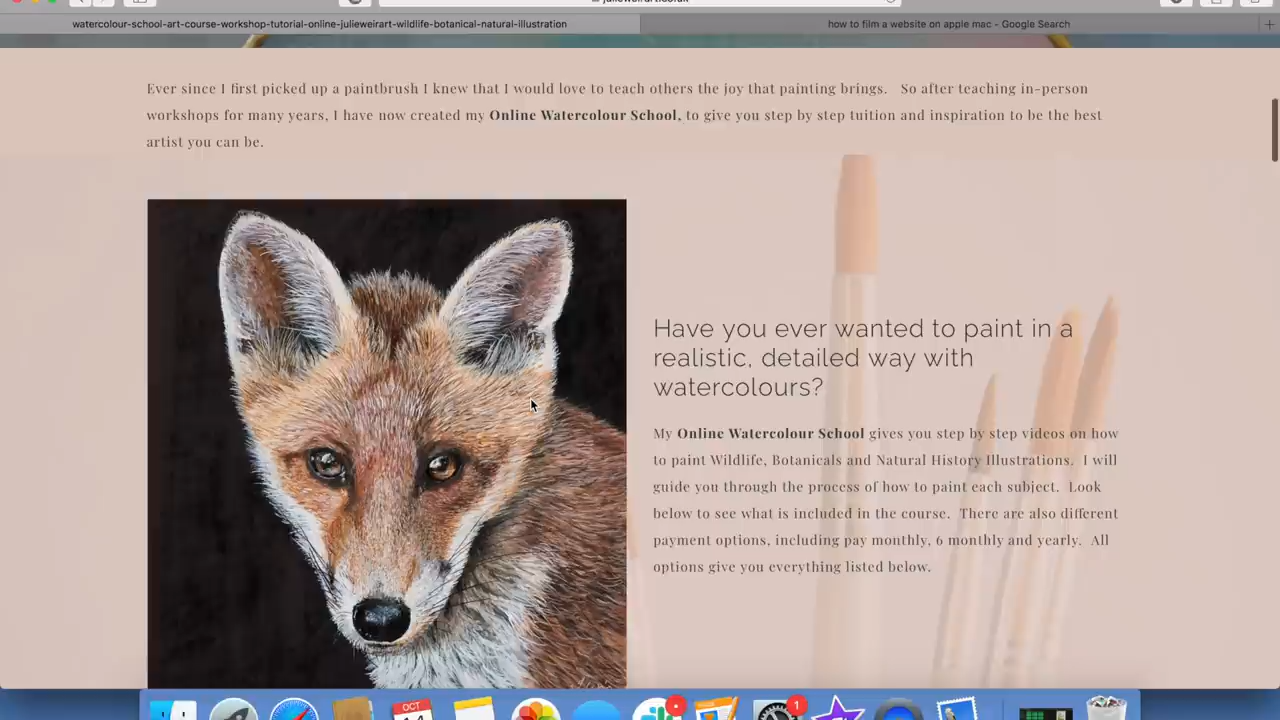 watercolour-school-art-course-workshop-tutorial-online-julieweirart-wildlife-botanical-natural-illustration
how to film a website on apple mac - Google Search
Ever since I first picked up a paintbrush I knew that I would love to teach others the joy that painting brings. So after teaching in-person
workshops for many years, I have now created my Online Watercolour School, to give you step by step tuition and inspiration to be the best
artist you can be.
Have you ever wanted to paint in a
realistic, detailed way with
watercolours?
My Online Watercolour School gives you step by step videos on how
to paint Wildlife, Botanicals and Natural History Illustrations. I will
guide you through the process of how to paint each subject. Look
below to see what is included in the course. There are also different
payment options, including pay monthly, 6 monthly and yearly. All
options give you everything listed below.
OCT
1